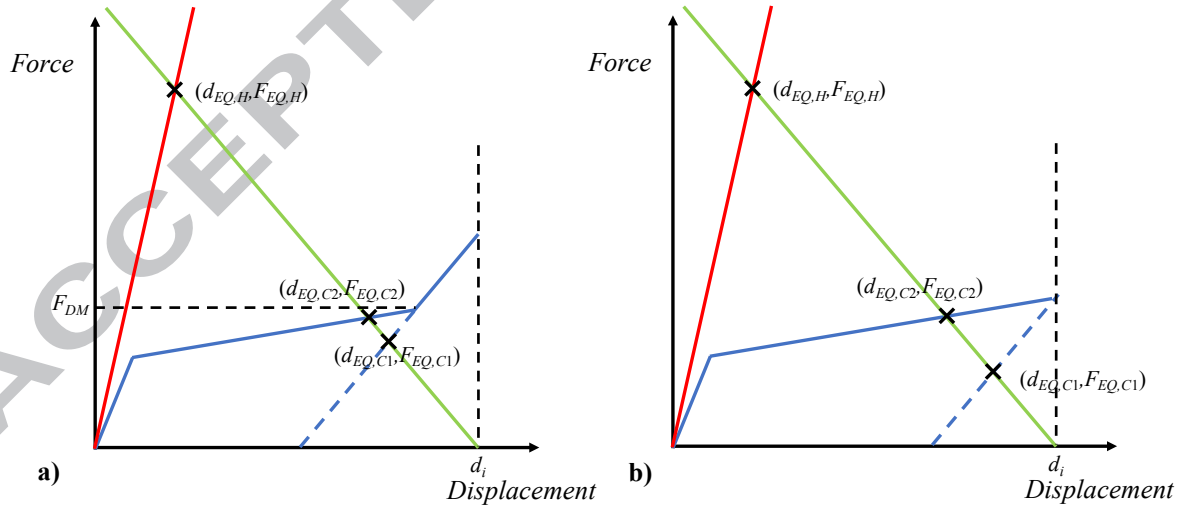 ACCEPTE
Force
(dEQ,H,FEQ,H)
FDM
(dEQ,C2,FEQ,C2)
(dEQ,C1,FEQ,C1)
di
Displacement
a)
Force
(dEQ,H,FEQ,H)
(dEQ,C2,FEQ,C2)
(dEQ,C1,FEQ,C1)
di
Displacement
b)